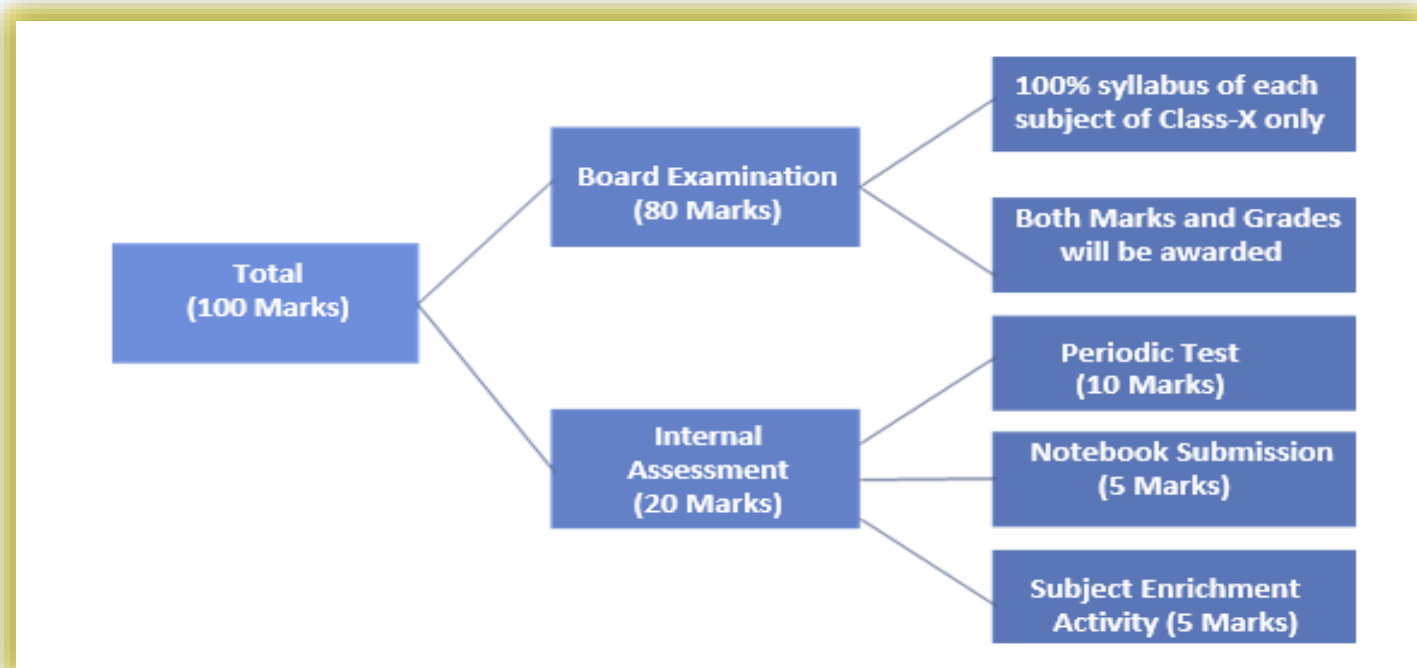 Total
(100 Marks)
Board Examination
(80 Marks)
100% syllabus of each
subject of Class-X only
Both Marks and Grades
will be awarded
Internal
Assessment
(20 Marks)
Periodic Test
(10 Marks)
Notebook Submission
(5 Marks)
Subject Enrichment
Activity (5 Marks)